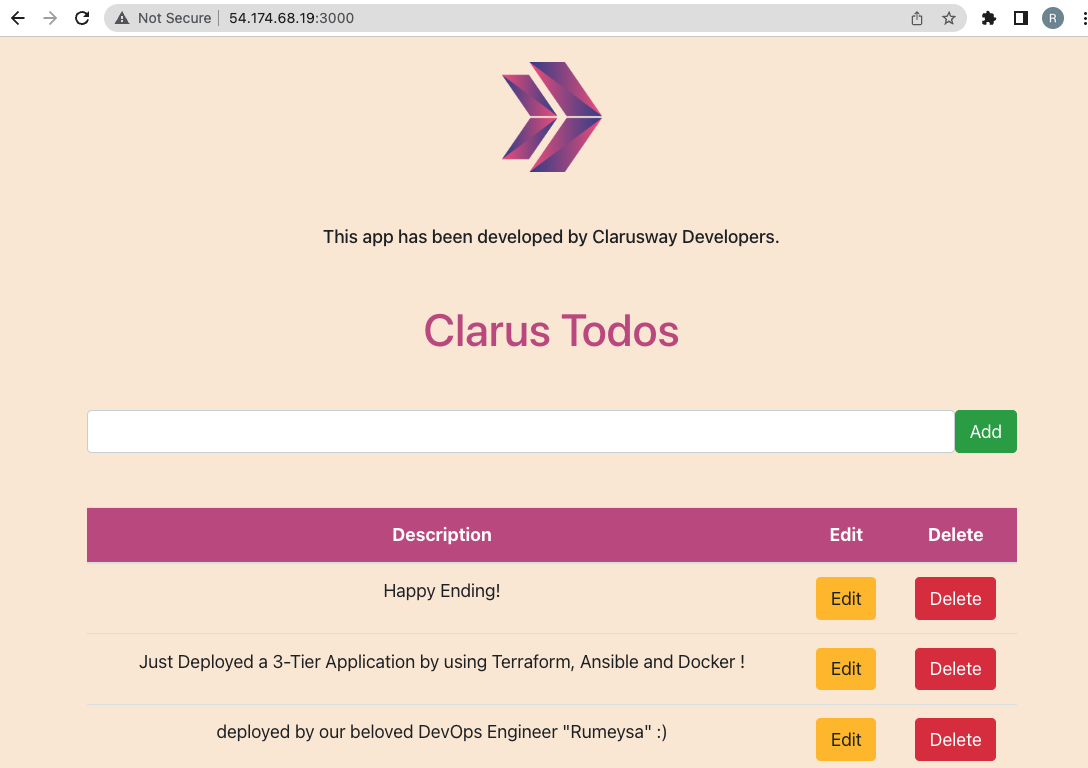 Not Secure 54.174.68.19:3000
R
This app has been developed by Clarusway Developers.
Clarus Todos
Add
Description Edit Delete
Happy Ending! Edit Delete
Just Deployed a 3-Tier Application by using Terraform, Ansible and Docker ! Edit Delete
deployed by our beloved DevOps Engineer "Rumeysa" :) Edit Delete